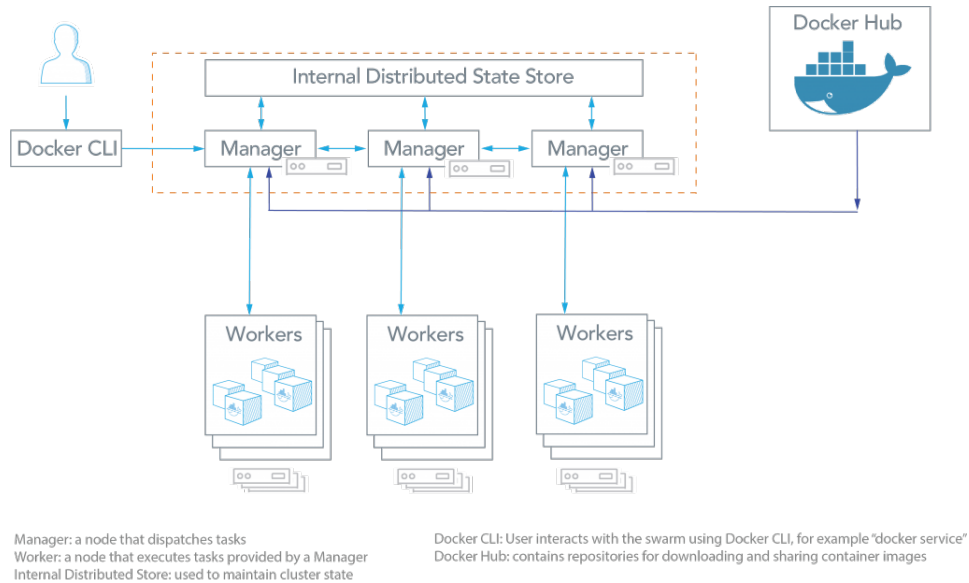 Docker Hub
Internal Distributed State Store
Docker CLI
Manager
Manager
Manager
Workers
Workers
Workers
Manager: a node that dispatches tasks
Worker: a node that executes tasks provided by a Manager
Internal Distributed Store: used to maintain cluster state
Docker CLI: User interacts with the swarm using Docker CLI, for example “docker service”
Docker Hub: contains repositories for downloading and sharing container images